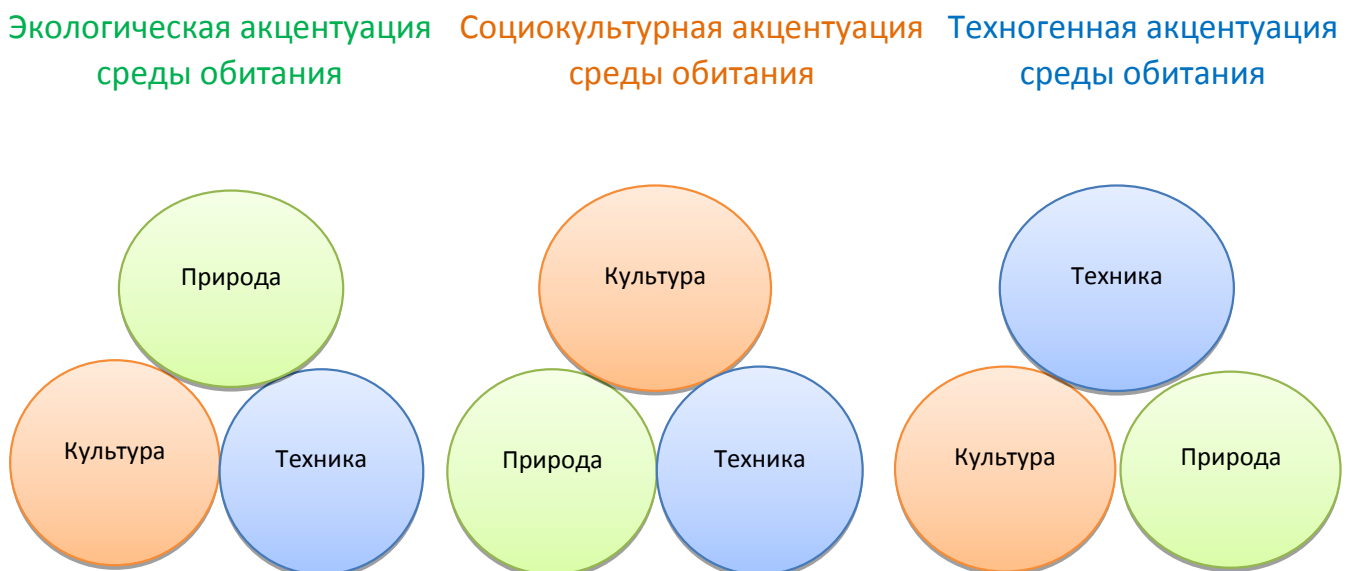 Экологическая акцентуация
среды обитания
Социокультурная акцентуация
среды обитания
Техногенная акцентуация
среды обитания
Природа
Культура
Техника
Культура
Природа
Техника
Техника
Культура
Природа